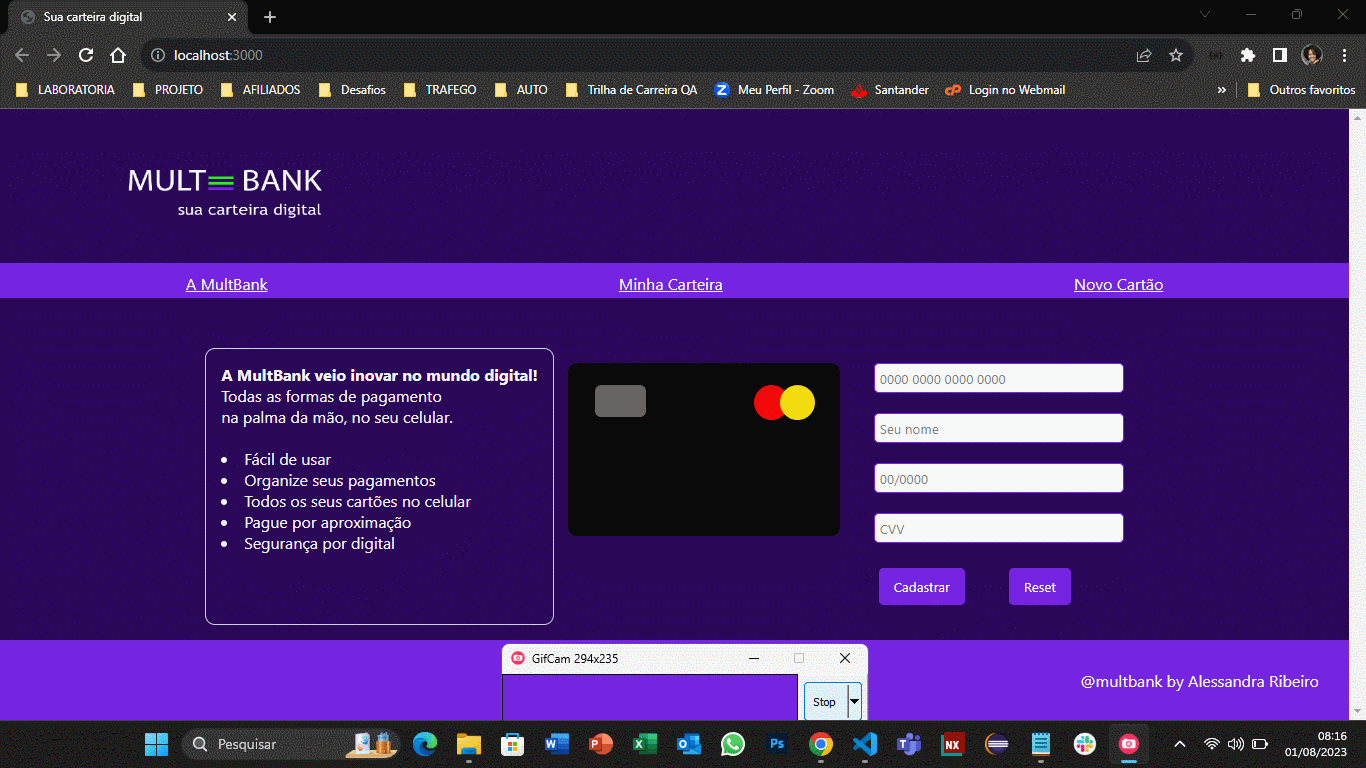 Sua carteira digital
localhost:3000
LABORATORIA PROJETO AFILIADOS Desafios TRAFEGO AUTO Trilha de Carreira QA Meu Perfil - Zoom Santander Login no Webmail » Outros favoritos
MULT BANK
sua carteira digital
A MultBank Minha Carteira Novo Cartão
A MultBank veio inovar no mundo digital!
Todas as formas de pagamento
na palma da mão, no seu celular.
• Fácil de usar
• Organize seus pagamentos
• Todos os seus cartões no celular
• Pague por aproximação
• Segurança por digital
0000 0000 0000 0000
Seu nome
00/0000
CVV
Cadastrar Reset
GifCam 294x235
Stop
@multbank by Alessandra Ribeiro
Pesquisar
08:16
01/08/2023